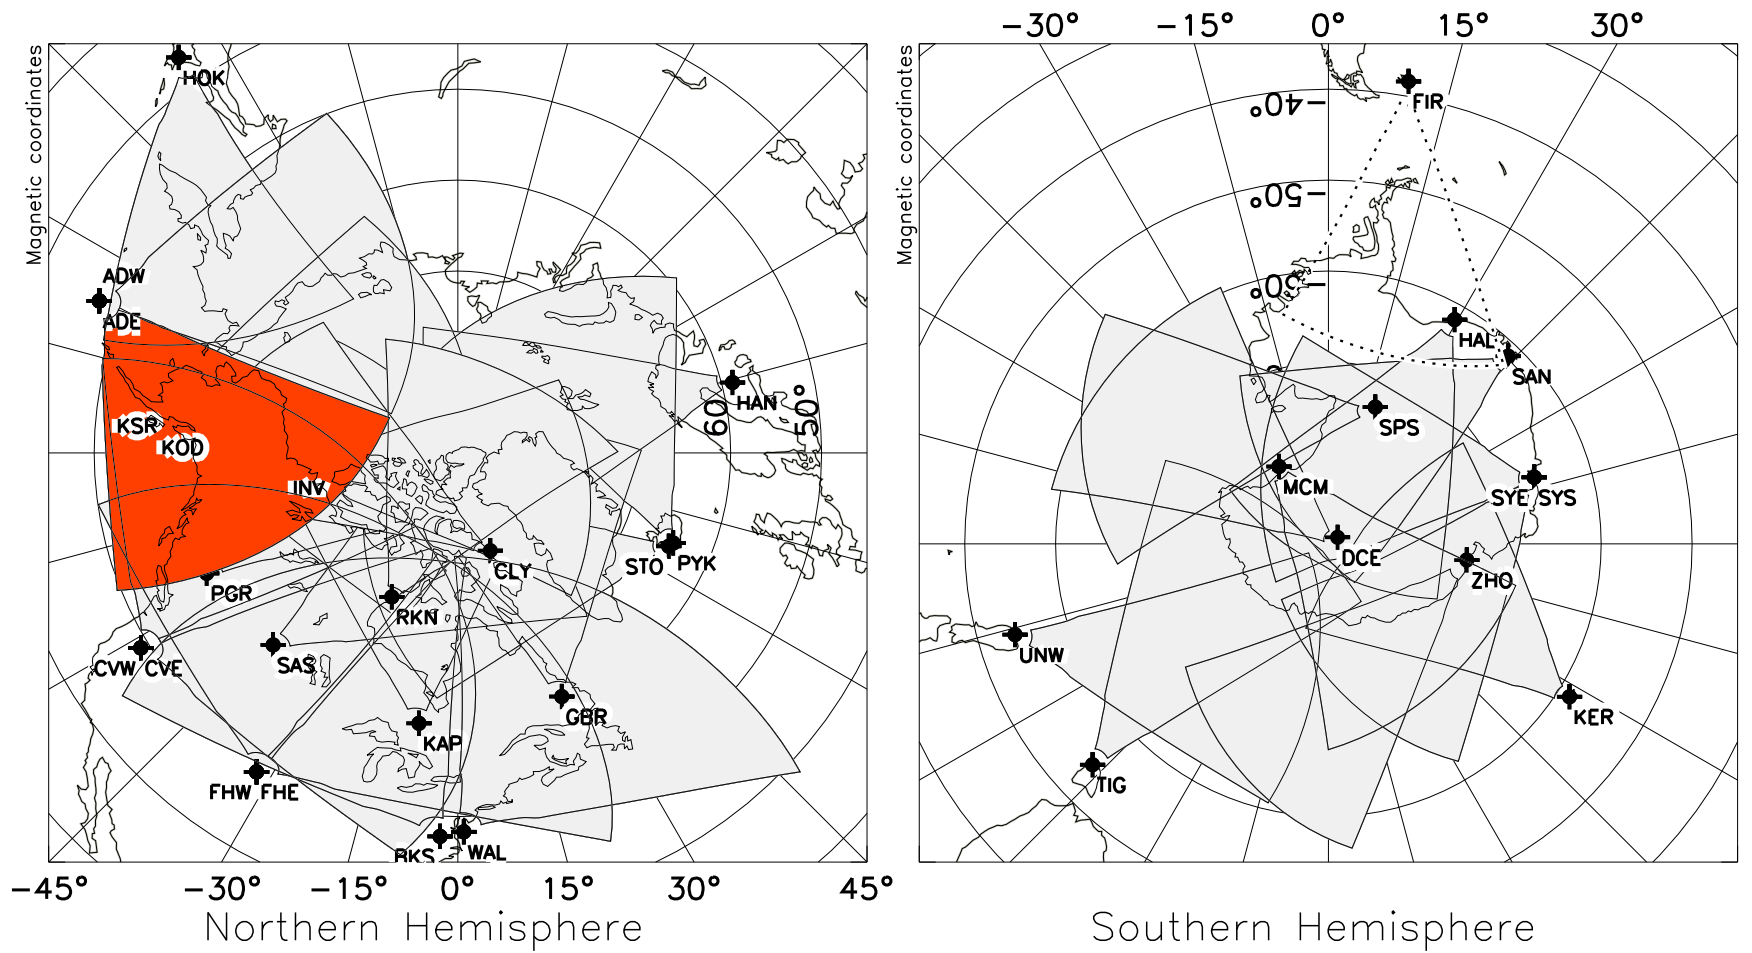 −30° −15° 0° 15° 30°
Magnetic coordinates
Magnetic coordinates
HOK
FIR
−40°
−50°
ADW
ADE
−60°
HAL
SAN
HAN
60
50°
KSR
KOD
SPS
INV
MCM
SYE SYS
DCE
CLY
STO PYK
ZHO
PGR
RKN
CVW CVE
SAS
UNW
GBR
KER
KAP
FHW FHE
TIG
BKS
WAL
−45° −30° −15° 0° 15° 30° 45°
Northern Hemisphere
Southern Hemisphere